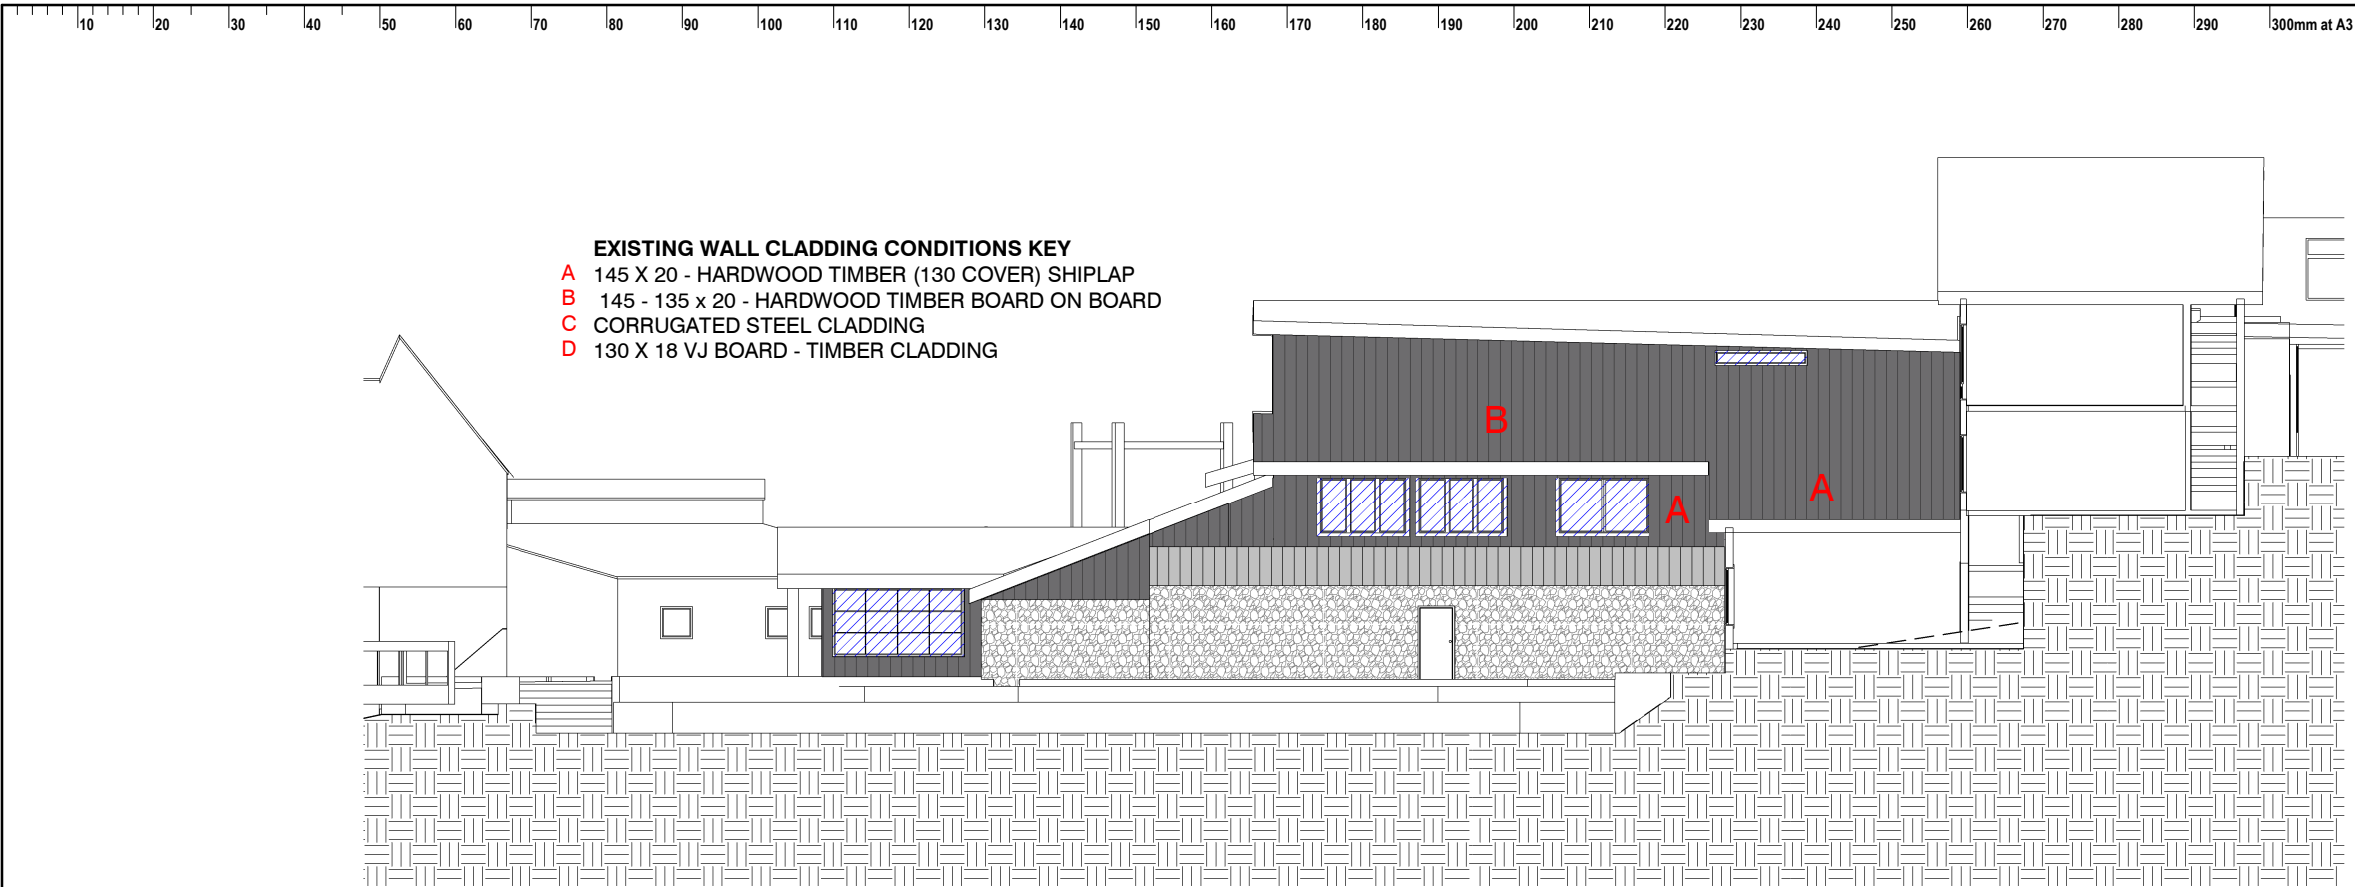 10 20 30 40 50 60 70 80 90 100 110 120 130 140 150 160 170 180 190 200 210 220 230 240 250 260 270 280 290 300mm at A3
EXISTING WALL CLADDING CONDITIONS KEY
A 145 X 20 - HARDWOOD TIMBER (130 COVER) SHIPLAP
B 145 - 135 x 20 - HARDWOOD TIMBER BOARD ON BOARD
C CORRUGATED STEEL CLADDING
D 130 X 18 VJ BOARD - TIMBER CLADDING
B
A
A